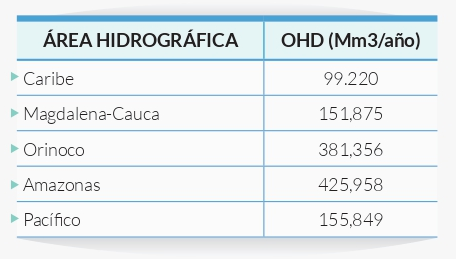 ÁREA HIDROGRÁFICA OHD (Mm3/año)
Caribe 99.220
Magdalena-Cauca 151,875
Orinoco 381,356
Amazonas 425,958
Pacífico 155,849